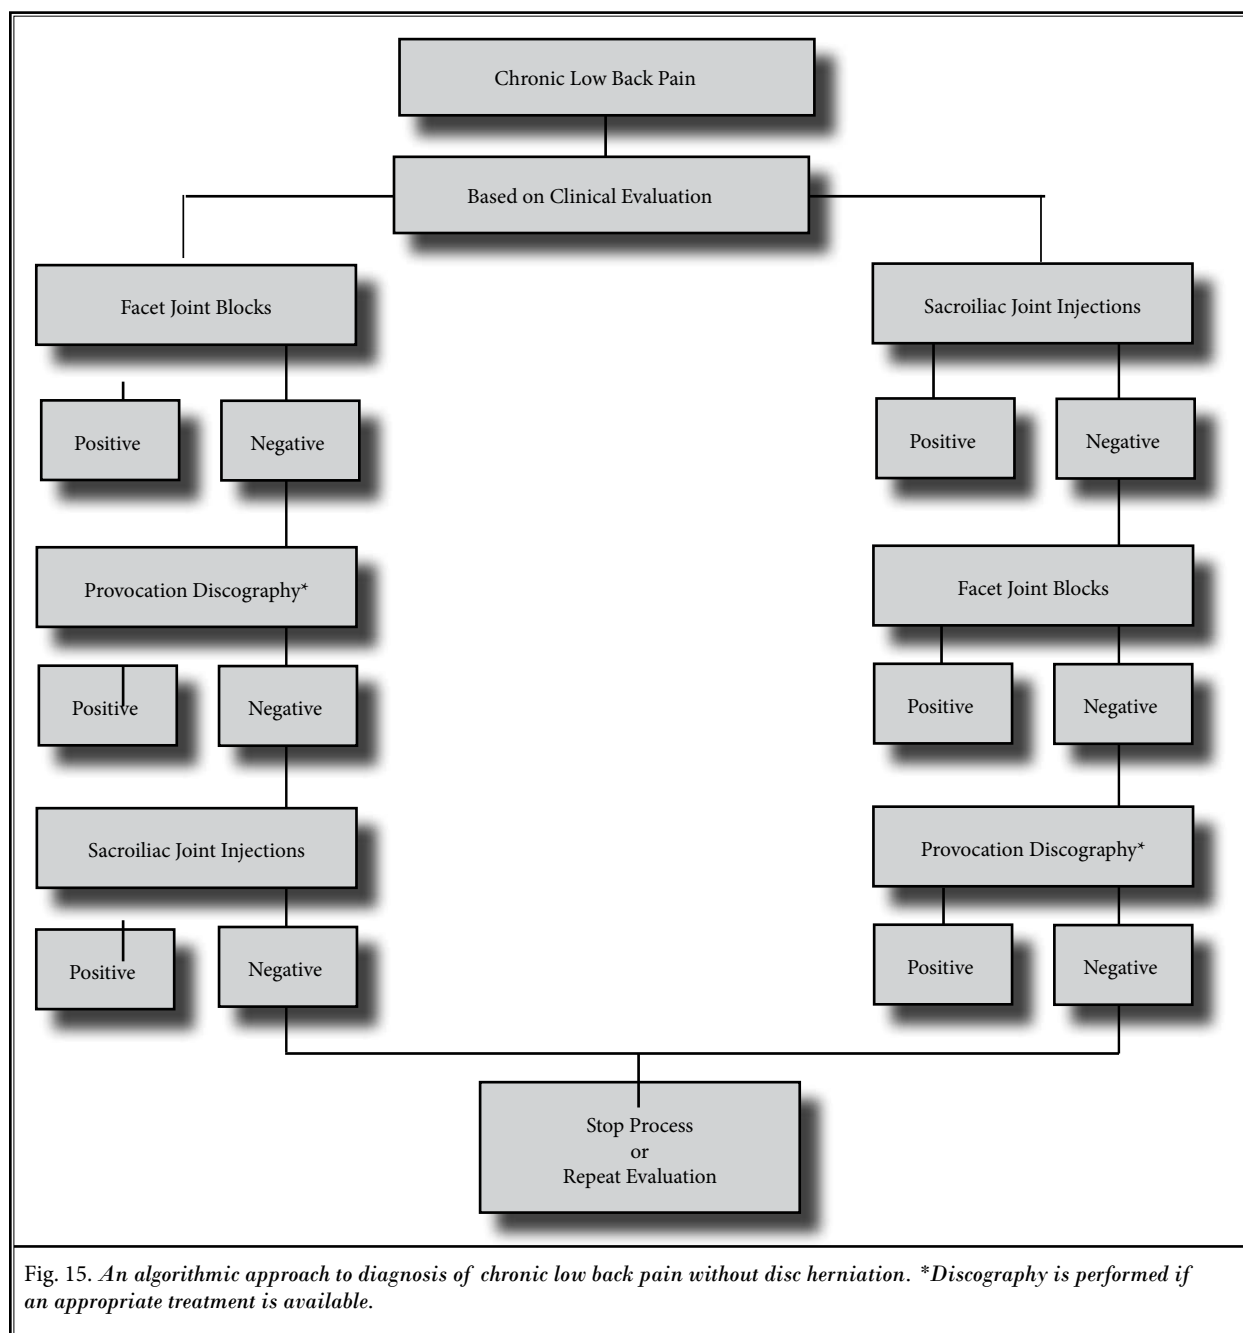 Chronic Low Back Pain
Based on Clinical Evaluation
Facet Joint Blocks
Sacroiliac Joint Injections
Positive
Negative
Positive
Negative
Provocation Discography*
Facet Joint Blocks
Positive
Negative
Positive
Negative
Sacroiliac Joint Injections
Provocation Discography*
Positive
Negative
Positive
Negative
Stop Process
or
Repeat Evaluation
Fig. 15. An algorithmic approach to diagnosis of chronic low back pain without disc herniation. *Discography is performed if
an appropriate treatment is available.